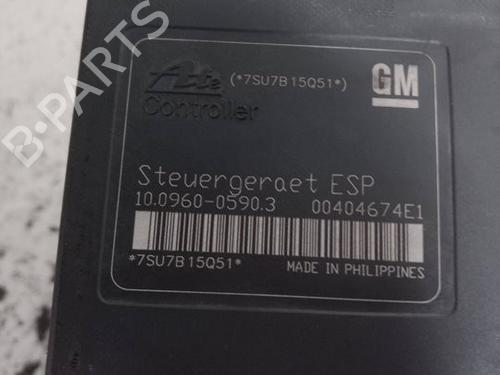 B-PARTS
Ate (*7SU7B15Q51*) GM
Controller
Steuergeraet ESP
10.0960-0590.3 00404674E1
*7SU7B15Q51* MADE IN PHILIPPINES